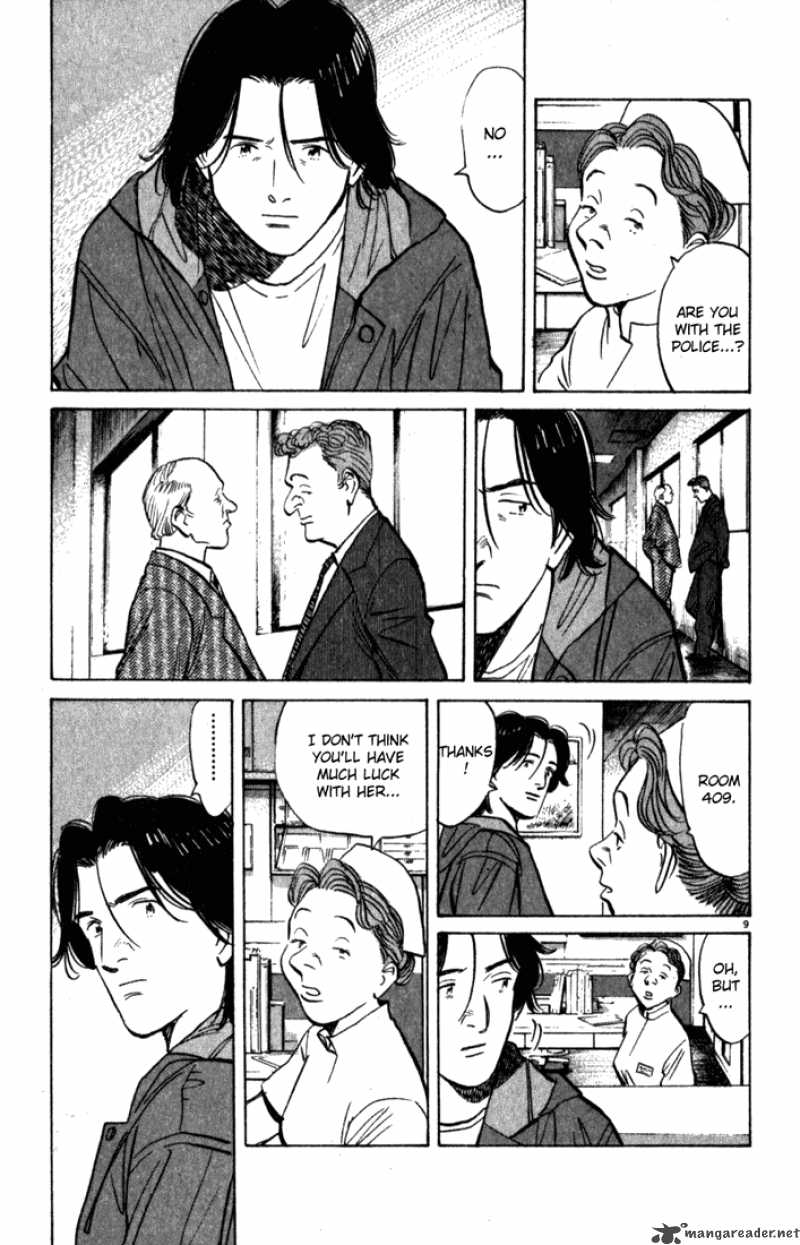 ARE YOU
WITH THE
POLICE...?
NO
...
ROOM
409.
THANKS
!
OH,
BUT
...
I DON'T THINK
YOU'LL HAVE
MUCH LUCK
WITH HER...
.........
9
mangareader.net